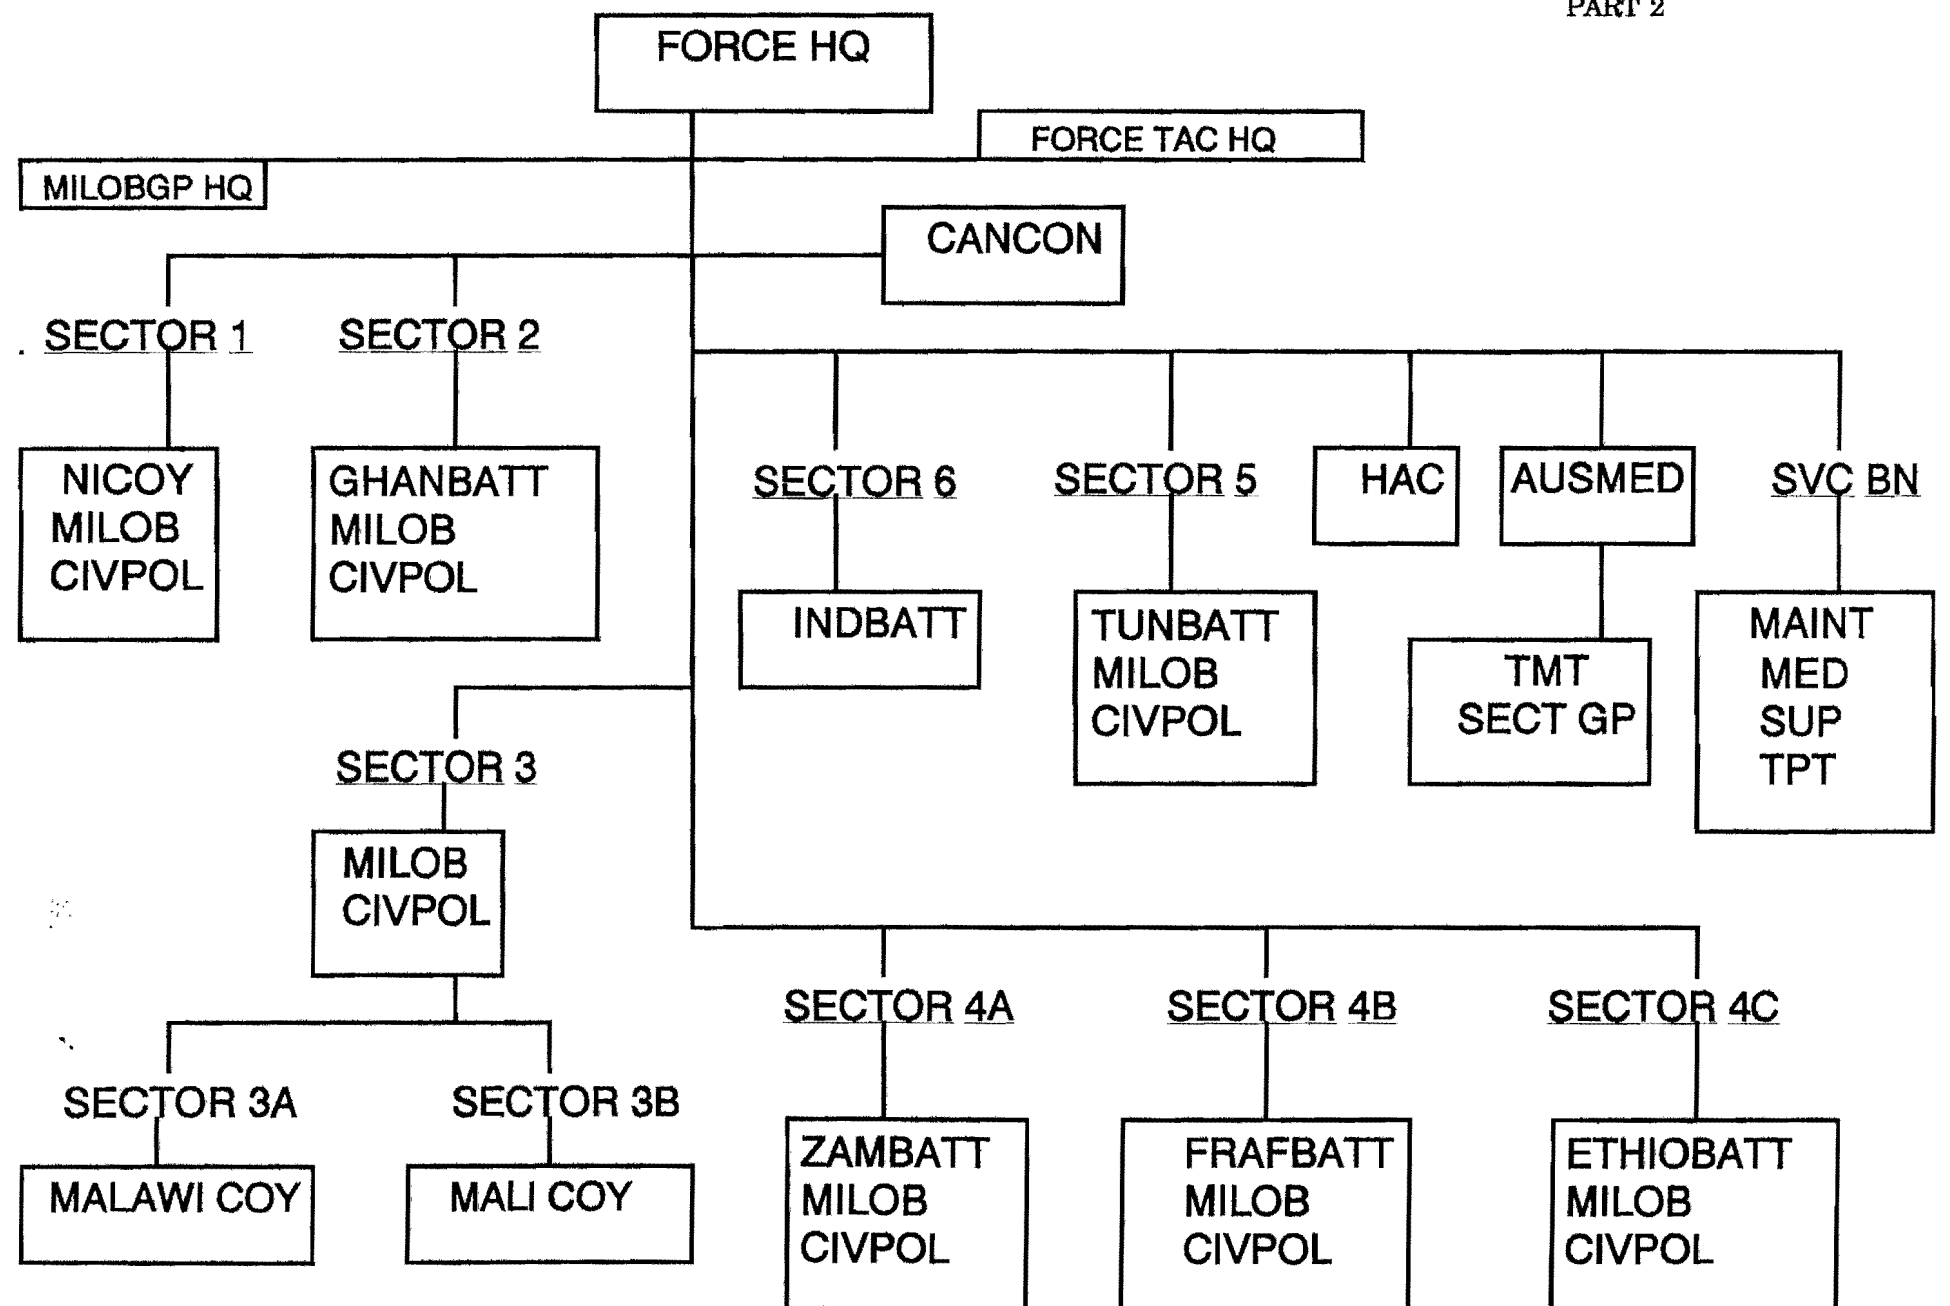 PART 2
FORCE HQ
FORCE TAC HQ
MILOBGP HQ
CANCON
SECTOR 1
SECTOR 2
NICOY
MILOB
CIVPOL
GHANBATT
MILOB
CIVPOL
SECTOR 6
SECTOR 5
HAC
AUSMED
SVC BN
INDBATT
TUNBATT
MILOB
CIVPOL
TMT
SECT GP
MAINT
MED
SUP
TPT
SECTOR 3
MILOB
CIVPOL
SECTOR 3A
SECTOR 3B
MALAWI COY
MALI COY
SECTOR 4A
SECTOR 4B
SECTOR 4C
ZAMBATT
MILOB
CIVPOL
FRAFBATT
MILOB
CIVPOL
ETHIOBATT
MILOB
CIVPOL